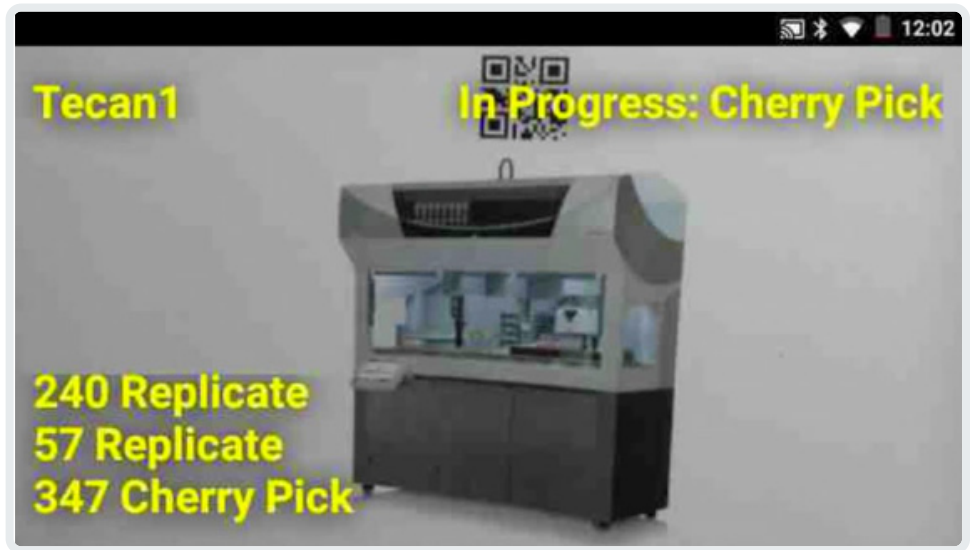 12:02
Tecan1
In Progress: Cherry Pick
240 Replicate
57 Replicate
347 Cherry Pick